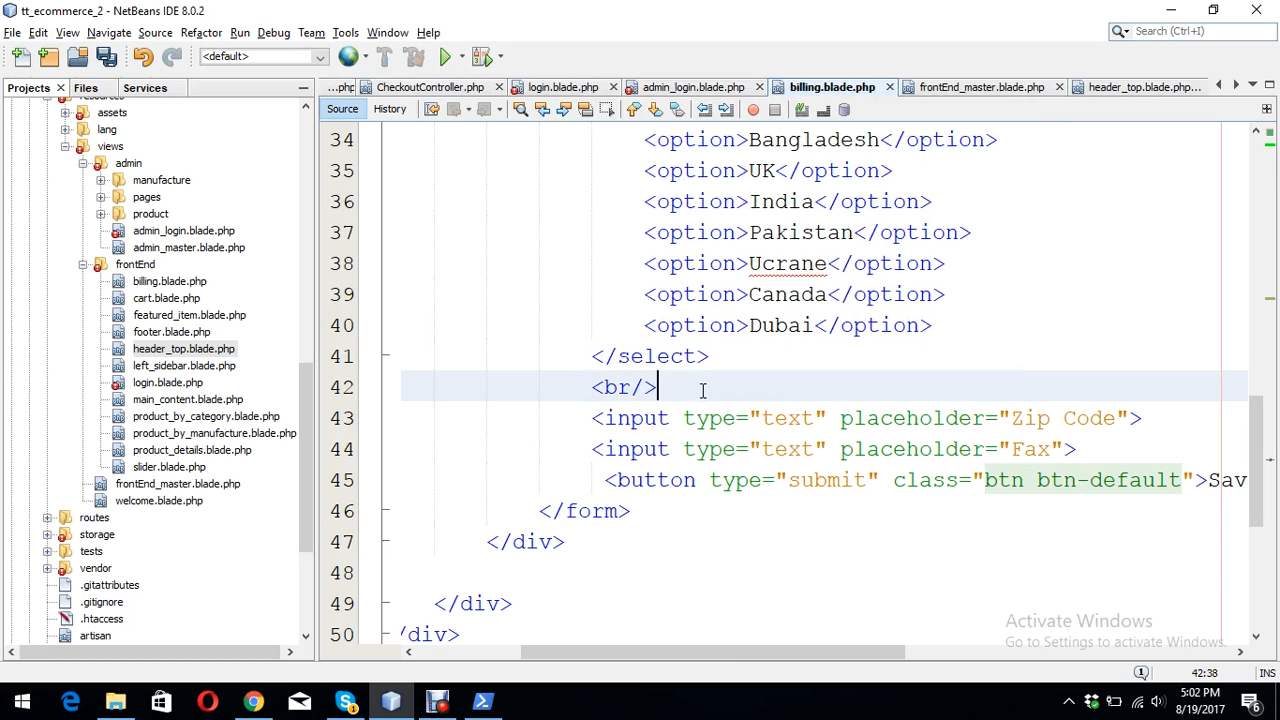 tt_ecommerce_2 - NetBeans IDE 8.0.2
File Edit View Navigate Source Refactor Run Debug Team Tools Window Help
Search (Ctrl+I)
<default>
Projects Files Services
...php CheckoutController.php login.blade.php admin_login.blade.php billing.blade.php frontEnd_master.blade.php header_top.blade.php...
Source History
resources
assets
lang
views
admin
manufacture
pages
product
admin_login.blade.php
admin_master.blade.php
frontEnd
billing.blade.php
cart.blade.php
featured_item.blade.php
footer.blade.php
header_top.blade.php
left_sidebar.blade.php
login.blade.php
main_content.blade.php
product_by_category.blade.php
product_by_manufacture.blade.php
product_details.blade.php
slider.blade.php
frontEnd_master.blade.php
welcome.blade.php
routes
storage
tests
vendor
.gitattributes
.gitignore
.htaccess
artisan
34 <option>Bangladesh</option>
35 <option>UK</option>
36 <option>India</option>
37 <option>Pakistan</option>
38 <option>Ucrane</option>
39 <option>Canada</option>
40 <option>Dubai</option>
41 </select>
42 <br/>
43 <input type="text" placeholder="Zip Code">
44 <input type="text" placeholder="Fax">
45 <button type="submit" class="btn btn-default">Sav
46 </form>
47 </div>
48
49 </div>
50 /div>
Activate Windows
Go to Settings to activate Windows.
1 42:38 INS
5:02 PM
8/19/2017
6